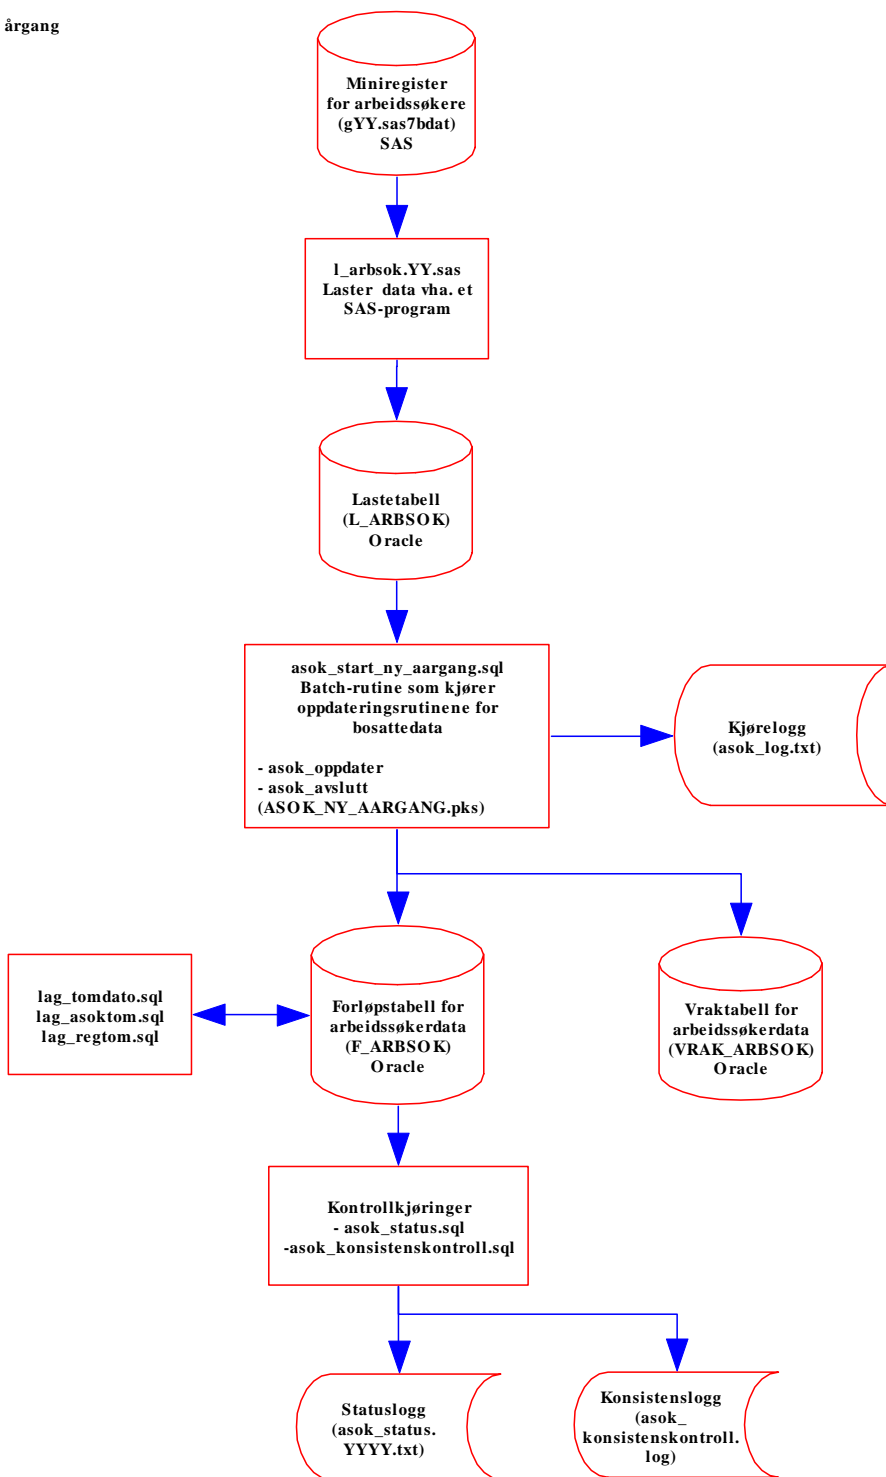 årgang
Miniregister
for arbeidssøkere
(gYY.sas7bdat)
SAS
l_arbsok.YY.sas
Laster data vha. et
SAS-program
Lastetabell
(L_ARBSOK)
Oracle
asok_start_ny_aargang.sql
Batch-rutine som kjører
oppdateringsrutinene for
bosattedata
- asok_oppdater
- asok_avslutt
(ASOK_NY_AARGANG.pks)
Kjørelogg
(asok_log.txt)
lag_tomdato.sql
lag_asoktom.sql
lag_regtom.sql
Forløpstabell for
arbeidssøkerdata
(F_ARBSOK)
Oracle
Vraktabell for
arbeidssøkerdata
(VRAK_ARBSOK)
Oracle
Kontrollkjøringer
- asok_status.sql
-asok_konsistenskontroll.sql
Statuslogg
(asok_status.
YYYY.txt)
Konsistenslogg
(asok_
konsistenskontroll.
log)